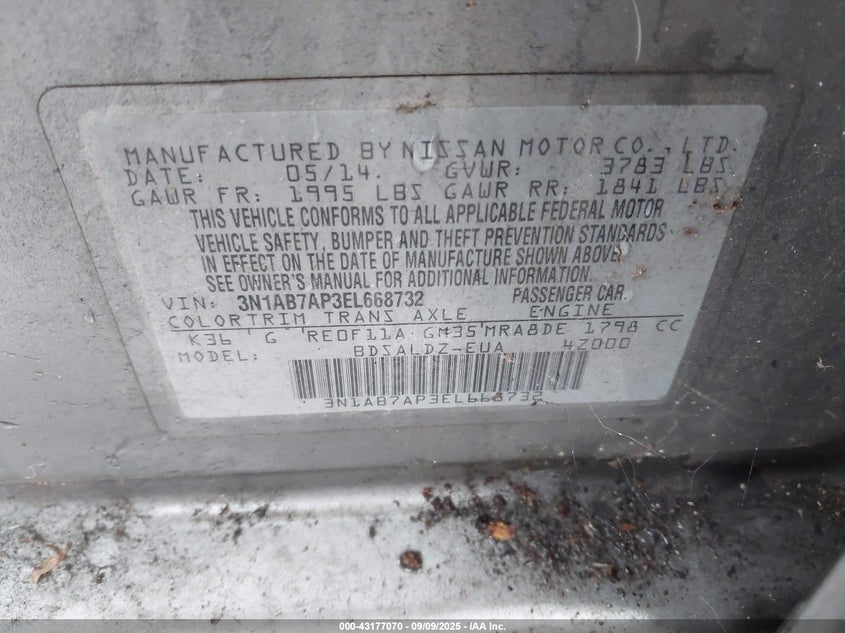 MANUFACTURED BY NISSAN MOTOR CO., LTD.
DATE: 05/14. GVWR: 3783 LBS
GAWR FR: 1995 LBS GAWR RR: 1841 LBS
THIS VEHICLE CONFORMS TO ALL APPLICABLE FEDERAL MOTOR
VEHICLE SAFETY, BUMPER AND THEFT PREVENTION STANDARDS
IN EFFECT ON THE DATE OF MANUFACTURE SHOWN ABOVE.
SEE OWNER'S MANUAL FOR ADDITIONAL INFORMATION.
VIN: 3N1AB7AP3EL668732 PASSENGER CAR.
COLOR TRIM TRANS AXLE ENGINE
K36 G RE0F11A GM35 MRA8DE 1798 CC
MODEL: BDSALDZ-EUA 4Z000
3N1AB7AP3EL668732
000-43177070 - 09/09/2025 - IAA Inc.